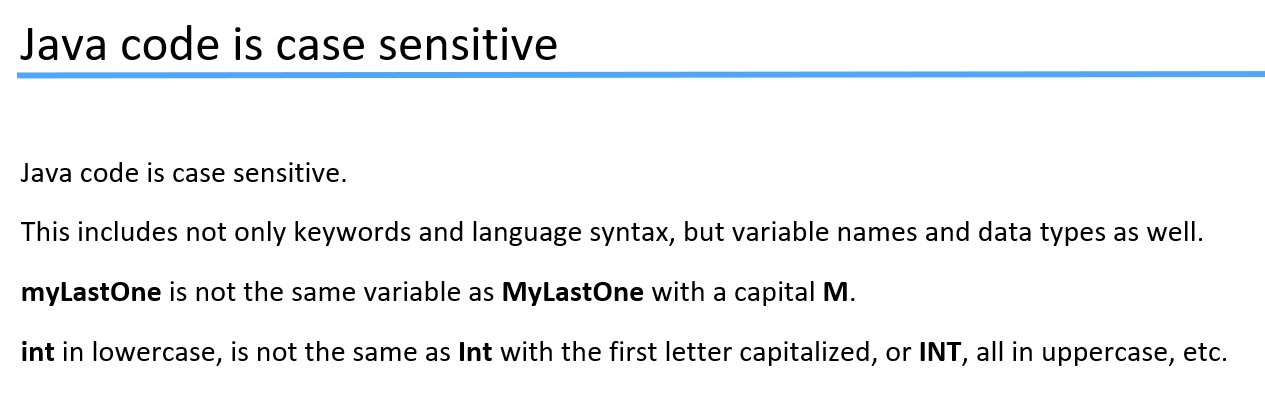 Java code is case sensitive
Java code is case sensitive.
This includes not only keywords and language syntax, but variable names and data types as well.
myLastOne is not the same variable as MyLastOne with a capital M.
int in lowercase, is not the same as Int with the first letter capitalized, or INT, all in uppercase, etc.